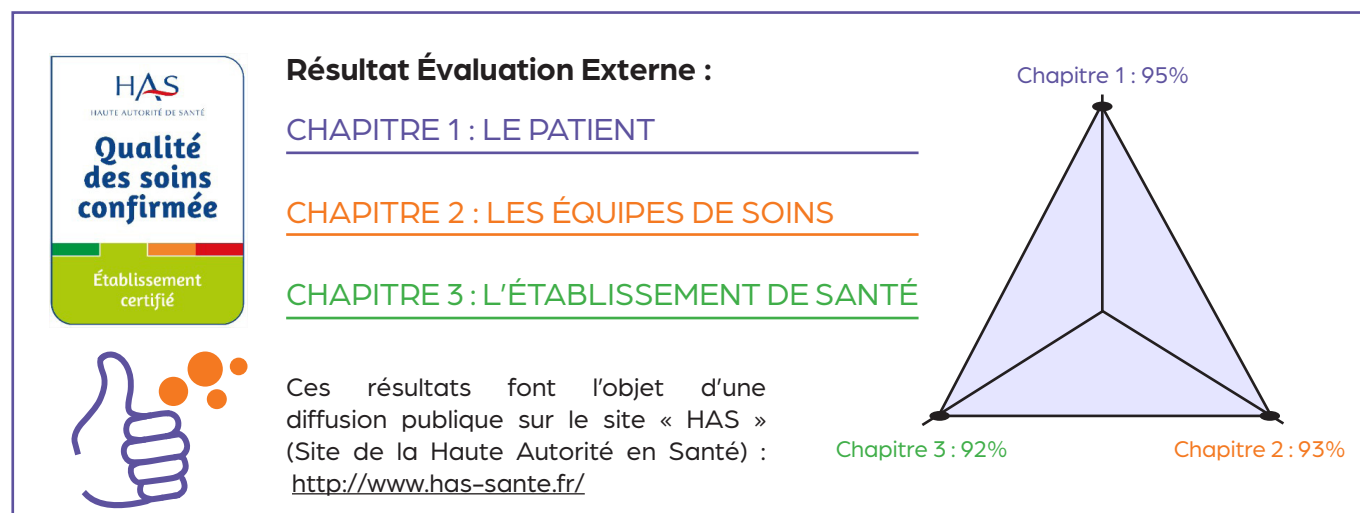 HAS
HAUTE AUTORITÉ DE SANTÉ
Qualité
des soins
confirmée
Établissement
certifié
Résultat Évaluation Externe :
CHAPITRE 1 : LE PATIENT
CHAPITRE 2 : LES ÉQUIPES DE SOINS
CHAPITRE 3 : L'ÉTABLISSEMENT DE SANTÉ
Ces résultats font l'objet d'une
diffusion publique sur le site « HAS »
(Site de la Haute Autorité en Santé) :
http://www.has-sante.fr/
Chapitre 1 : 95%
Chapitre 3 : 92%
Chapitre 2 : 93%